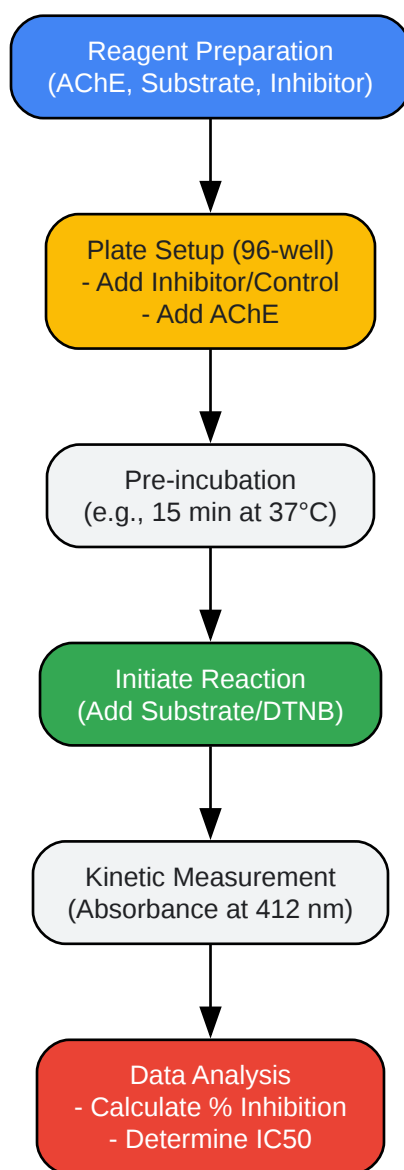 Reagent Preparation
(AChE, Substrate, Inhibitor)
Plate Setup (96-well)
- Add Inhibitor/Control
- Add AChE
Pre-incubation
(e.g., 15 min at 37°C)
Initiate Reaction
(Add Substrate/DTNB)
Kinetic Measurement
(Absorbance at 412 nm)
Data Analysis
- Calculate % Inhibition
- Determine IC50